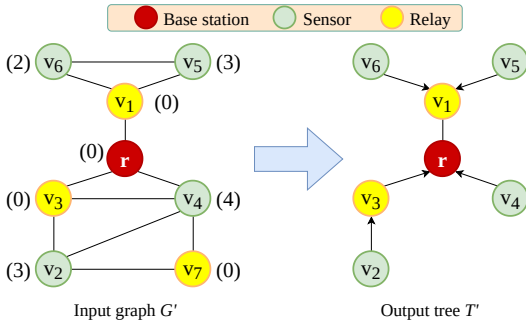 Base station Sensor Relay
(2) v6 v5 (3)
v1 (0)
(0) r
(0) v3 v4 (4)
(3) v2 v7 (0)
Input graph G'
v6 v5
v1
r
v3 v4
v2
Output tree T'